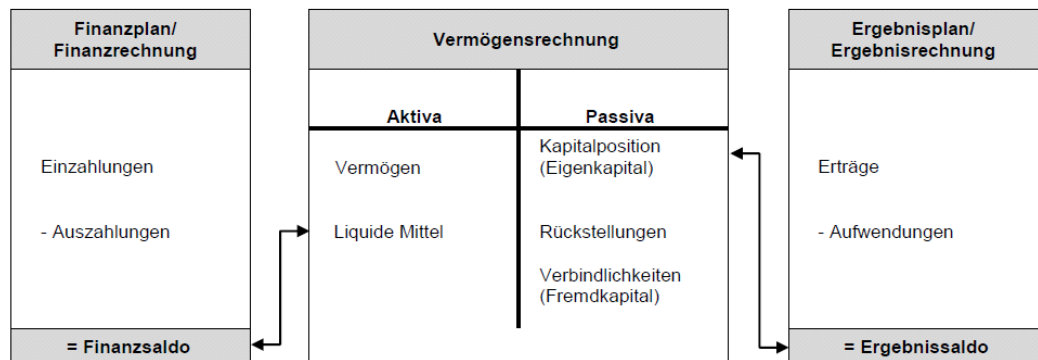 Finanzplan/
Finanzrechnung
Einzahlungen
- Auszahlungen
= Finanzsaldo
Vermögensrechnung
Aktiva
Passiva
Vermögen
Liquide Mittel
Kapitalposition
(Eigenkapital)
Rückstellungen
Verbindlichkeiten
(Fremdkapital)
Ergebnisplan/
Ergebnisrechnung
Erträge
- Aufwendungen
= Ergebnissaldo